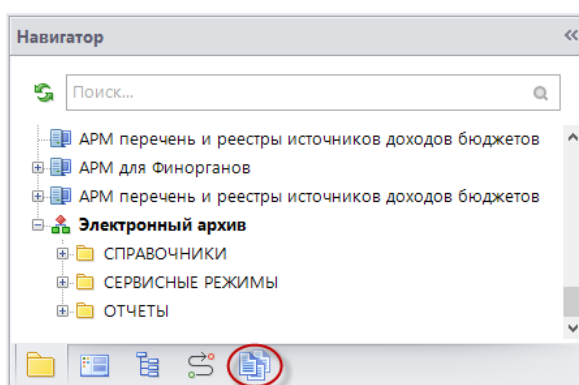 Навигатор
Поиск...
АРМ перечень и реестры источников доходов бюджетов
АРМ для Финорганов
АРМ перечень и реестры источников доходов бюджетов
Электронный архив
СПРАВОЧНИКИ
СЕРВИСНЫЕ РЕЖИМЫ
ОТЧЕТЫ